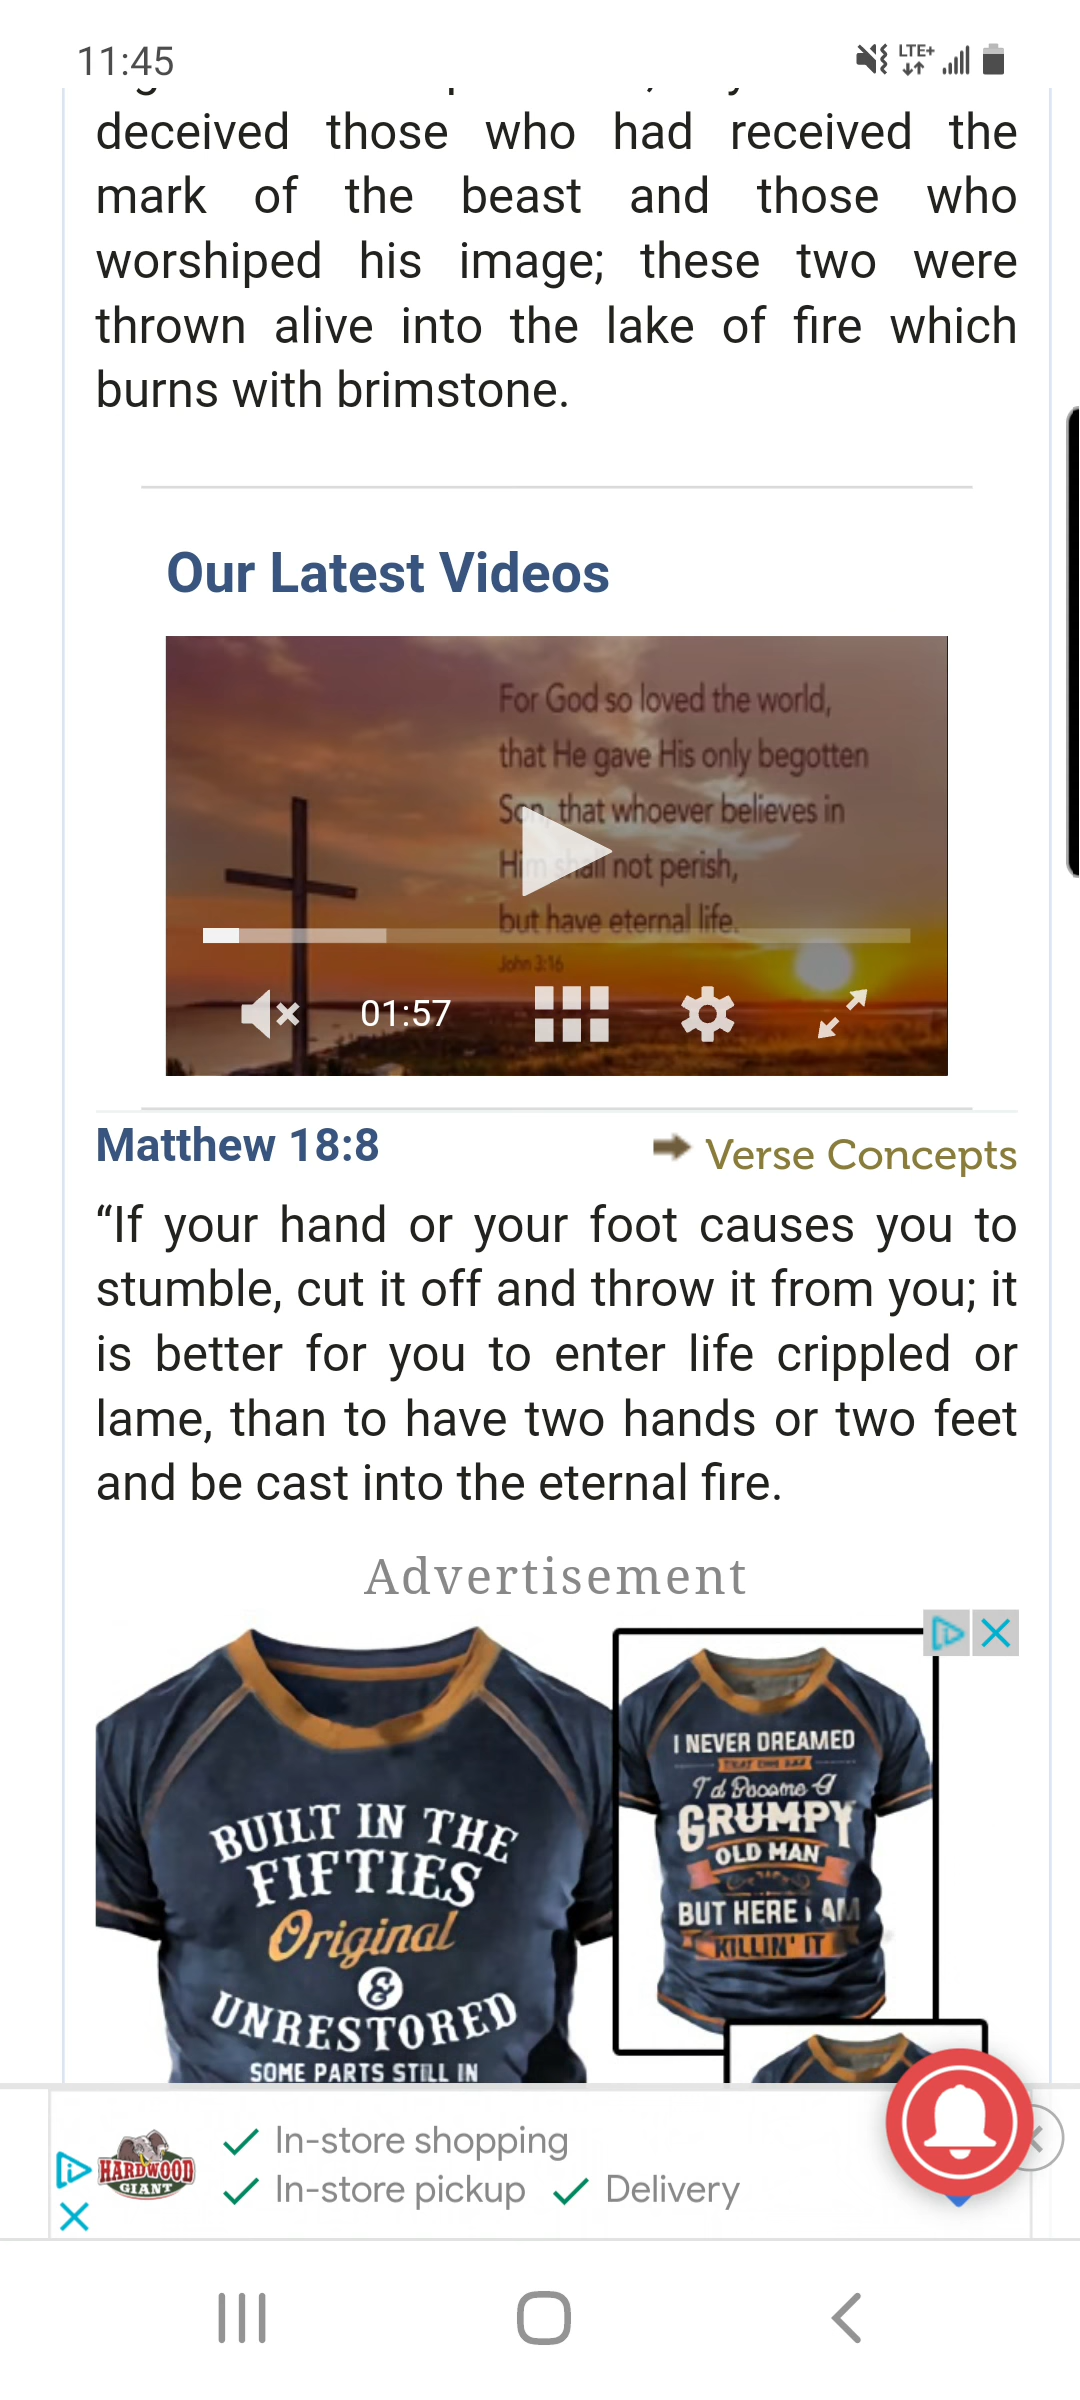 11:45
LTE+
deceived those who had received the
mark of the beast and those who
worshiped his image; these two were
thrown alive into the lake of fire which
burns with brimstone.
Our Latest Videos
For God so loved the world,
that He gave His only begotten
Son, that whoever believes in
Him shall not perish,
but have eternal life.
John 3:16
01:57
Matthew 18:8
Verse Concepts
“If your hand or your foot causes you to
stumble, cut it off and throw it from you; it
is better for you to enter life crippled or
lame, than to have two hands or two feet
and be cast into the eternal fire.
Advertisement
BUILT IN THE
FIFTIES
Original
&
UNRESTORED
SOME PARTS STILL IN
I NEVER DREAMED
THAT ONE DAY
I'd Become A
GRUMPY
OLD MAN
BUT HERE I AM
KILLIN' IT
HARDWOOD
GIANT
In-store shopping
In-store pickup
Delivery